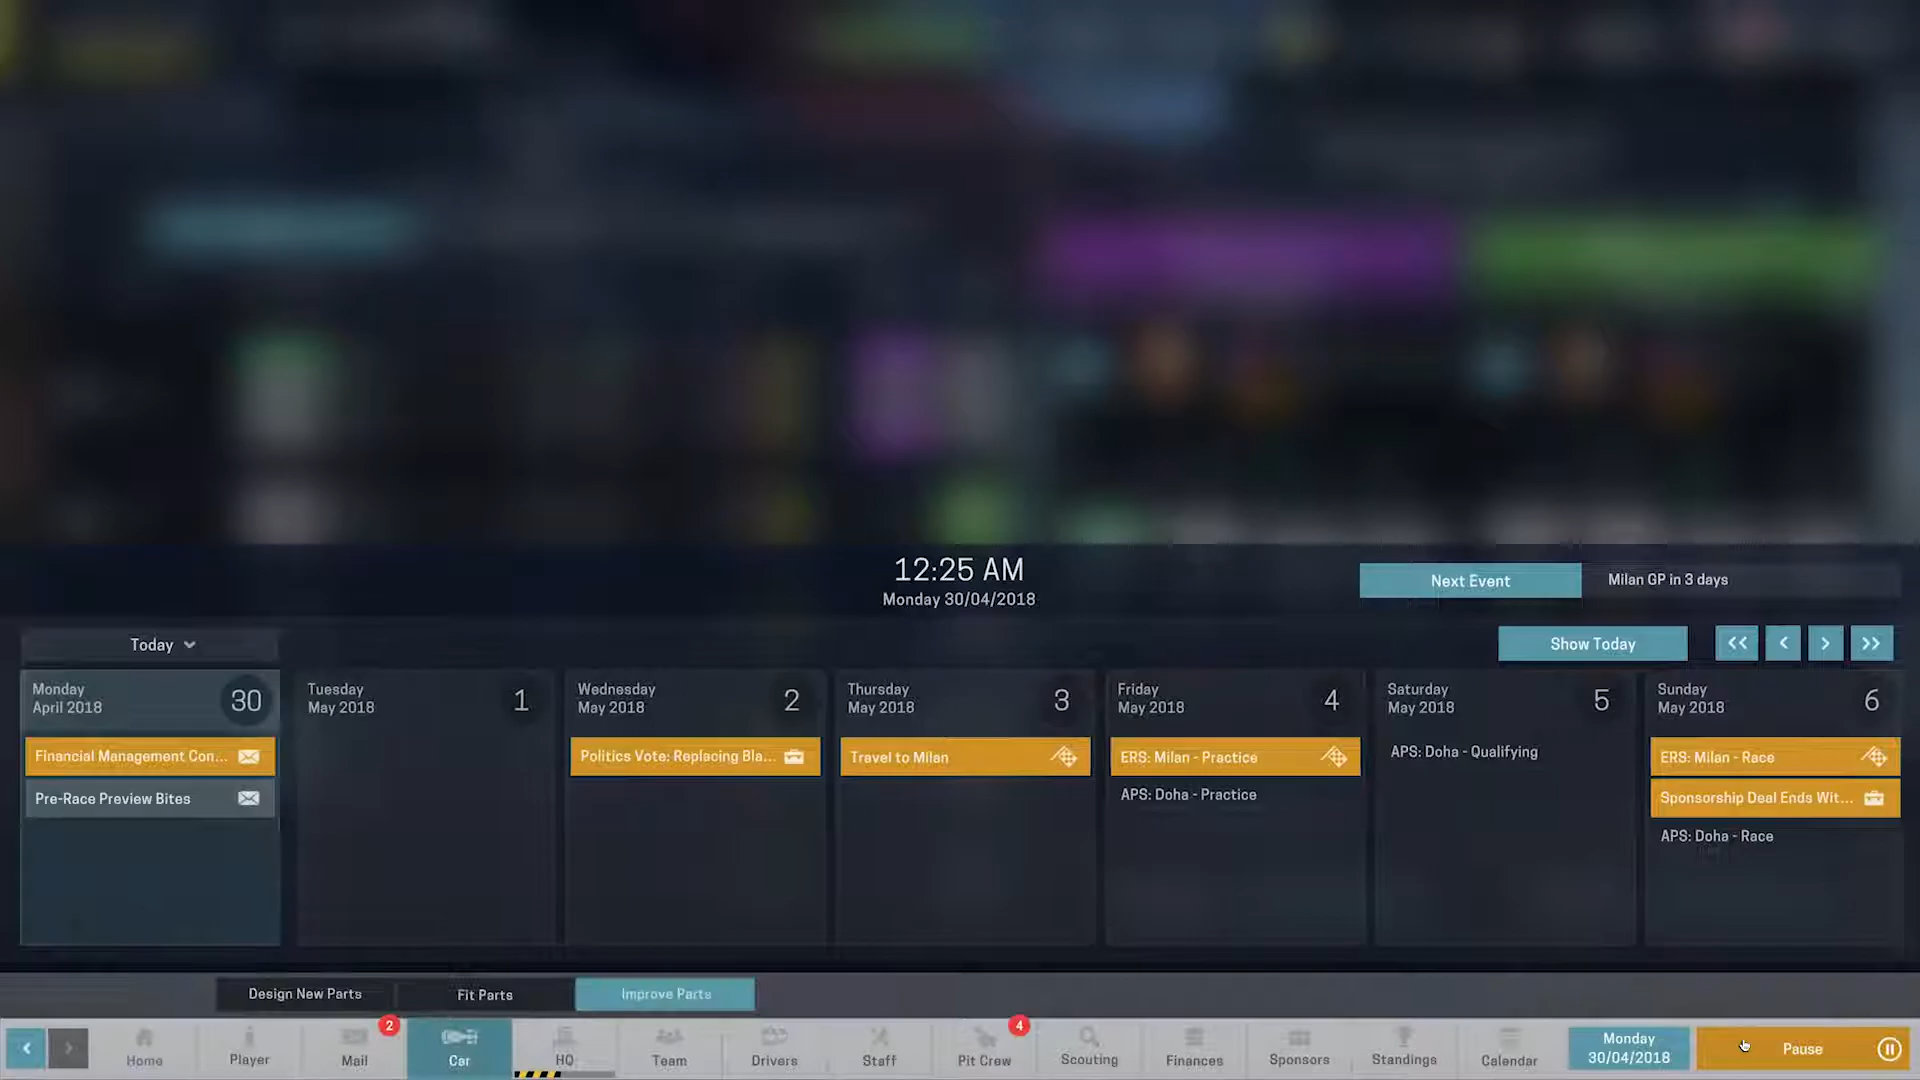 12:25 AM
Monday 30/04/2018
Next Event
Milan GP in 3 days
Today
Show Today
<<
<
>
>>
Monday
April 2018
30
Financial Management Con...
Pre-Race Preview Bites
Tuesday
May 2018
1
Wednesday
May 2018
2
Politics Vote: Replacing Bla...
Thursday
May 2018
3
Travel to Milan
Friday
May 2018
4
ERS: Milan - Practice
APS: Doha - Practice
Saturday
May 2018
5
APS: Doha - Qualifying
Sunday
May 2018
6
ERS: Milan - Race
Sponsorship Deal Ends Wit...
APS: Doha - Race
Design New Parts
Fit Parts
Improve Parts
Home
Player
Mail
2
Car
HQ
Team
Drivers
Staff
Pit Crew
4
Scouting
Finances
Sponsors
Standings
Calendar
Monday
30/04/2018
Pause